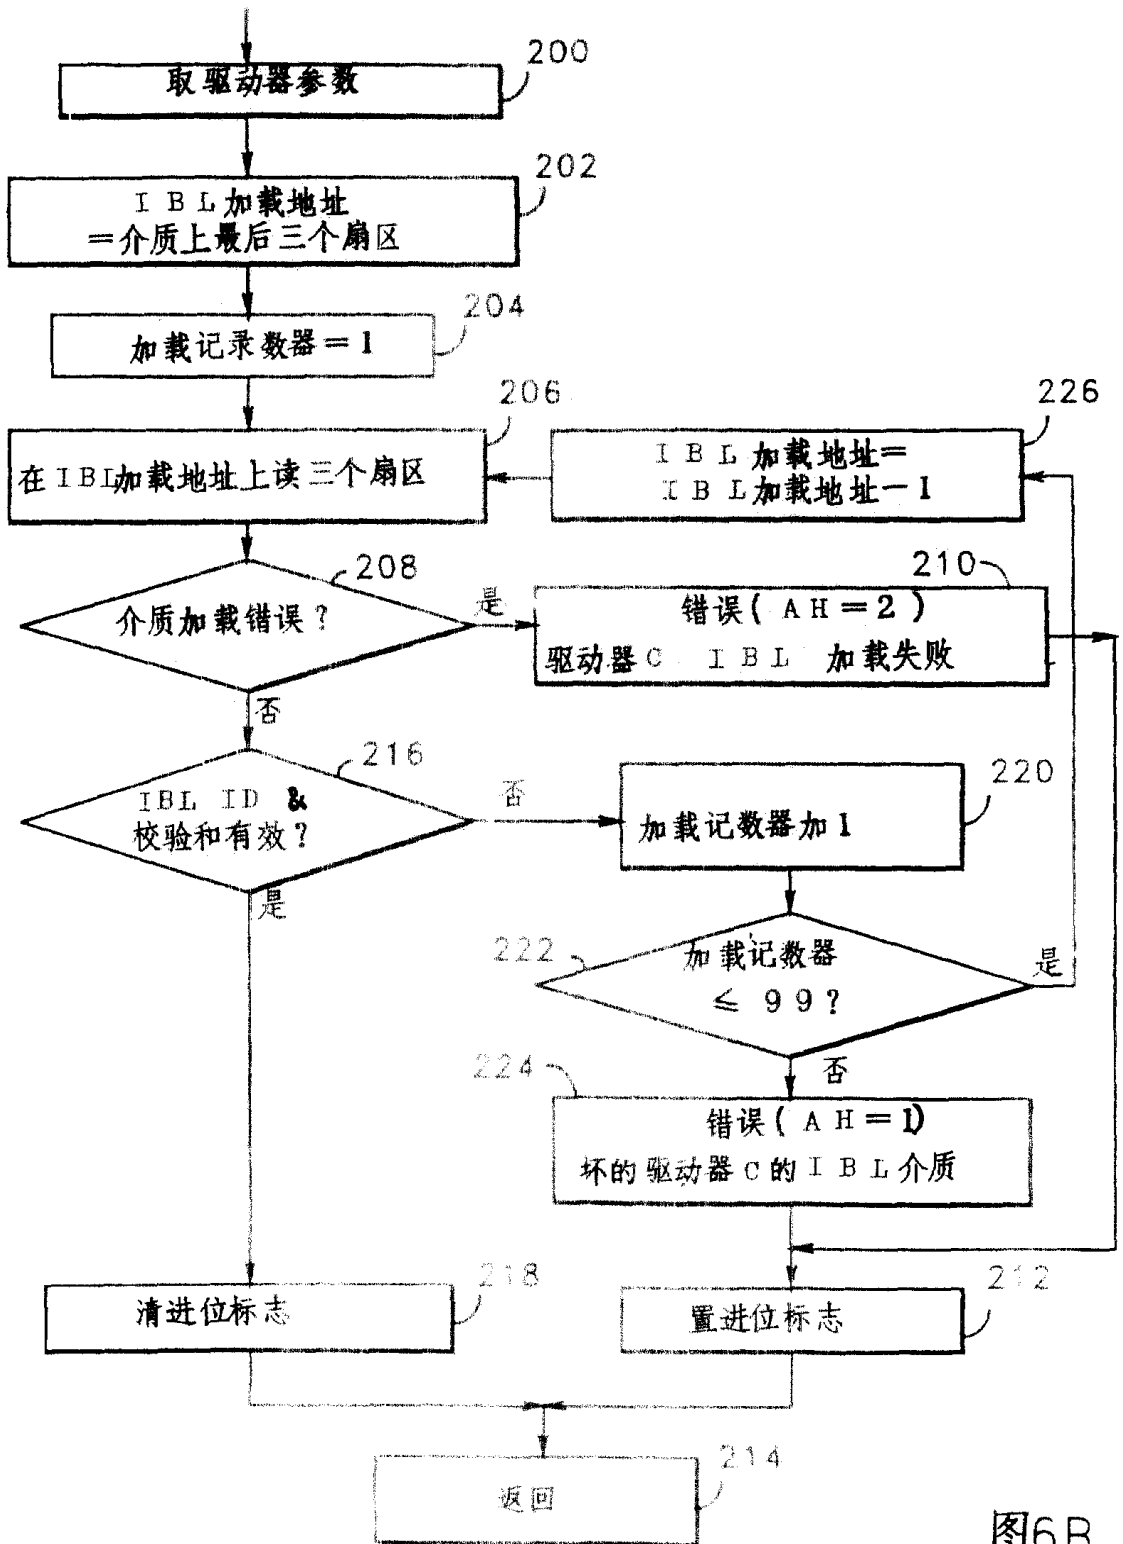 200
取驱动器参数
202
IBL加载地址
=介质上最后三个扇区
204
加载记录数器=1
206
在IBL加载地址上读三个扇区
226
IBL加载地址=
IBL加载地址-1
208
介质加载错误?
是
210
错误(AH=2)
驱动器C IBL 加载失败
否
216
IBL ID &
校验和有效?
否
220
加载记数器加1
是
222
加载记数器
≤99?
是
224
否
错误(AH=1)
坏的驱动器C的IBL介质
218
清进位标志
212
置进位标志
214
返回
图6B